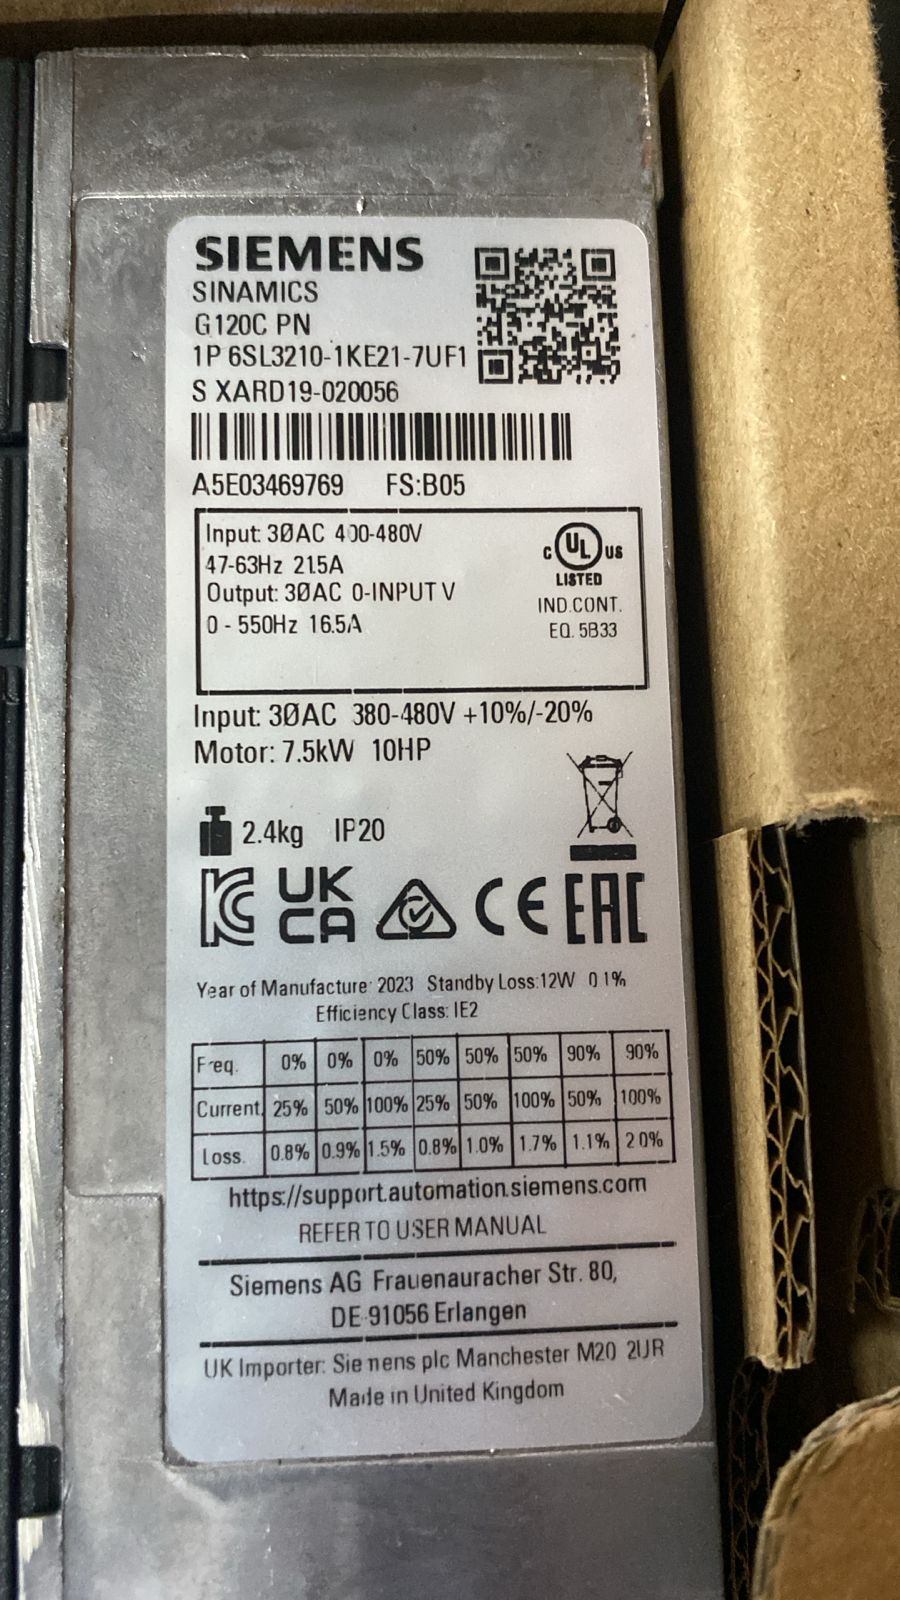 SIEMENS
SINAMICS
G120C PN
1P 6SL3210-1KE21-7UF1
S XARD19-020056
A5E03469769 FS:B05
Input: 3ØAC 400-480V
47-63Hz 21.5A
Output: 3ØAC 0-INPUT V
0 - 550Hz 16.5A
C UL US
LISTED
IND.CONT.
EQ. 5B33
Input: 3ØAC 380-480V +10%/-20%
Motor: 7.5kW 10HP
2.4kg IP20
UK CA CE EAC
Year of Manufacture: 2023 Standby Loss:12W 0.1%
Efficiency Class: IE2
Freq. 0% 0% 0% 50% 50% 50% 90% 90%
Current 25% 50% 100% 25% 50% 100% 50% 100%
Loss. 0.8% 0.9% 1.5% 0.8% 1.0% 1.7% 1.1% 2.0%
https://support.automation.siemens.com
REFER TO USER MANUAL
Siemens AG Frauenauracher Str. 80,
DE-91056 Erlangen
UK Importer: Siemens plc Manchester M20 2UR
Made in United Kingdom